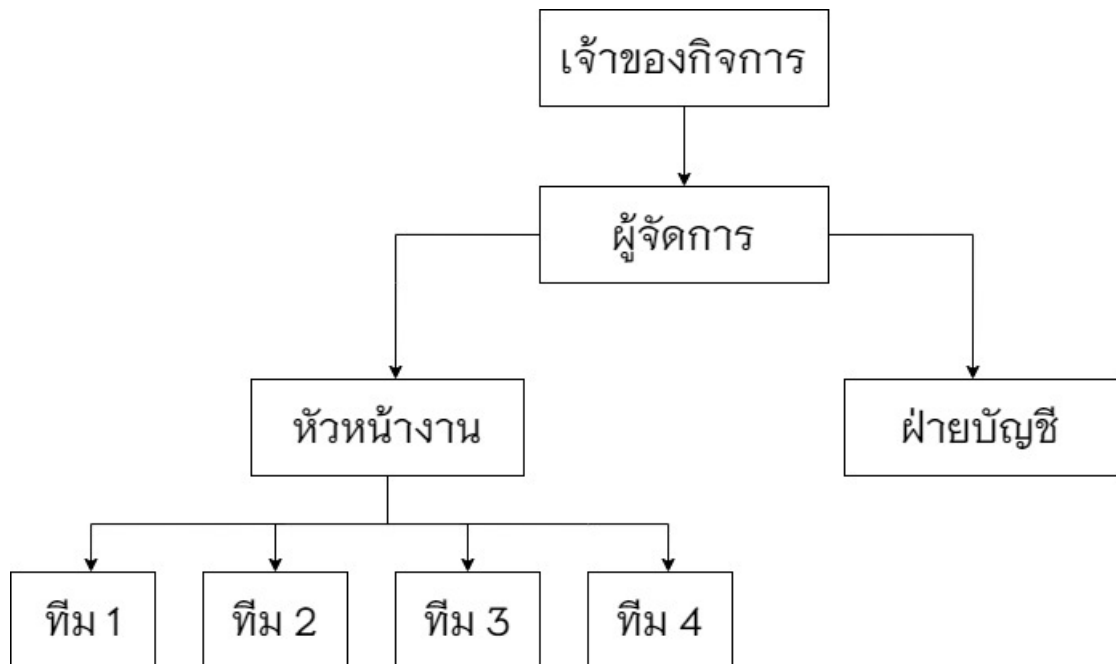 เจ้าของกิจการ
ผู้จัดการ
หัวหน้างาน
ฝ่ายบัญชี
ทีม 1
ทีม 2
ทีม 3
ทีม 4